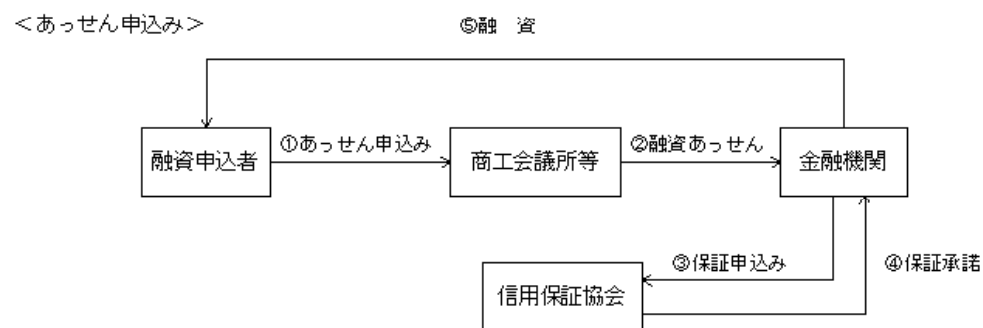 ＜あっせん申込み＞
⑤融　資
融資申込者
①あっせん申込み
商工会議所等
②融資あっせん
金融機関
③保証申込み
④保証承諾
信用保証協会